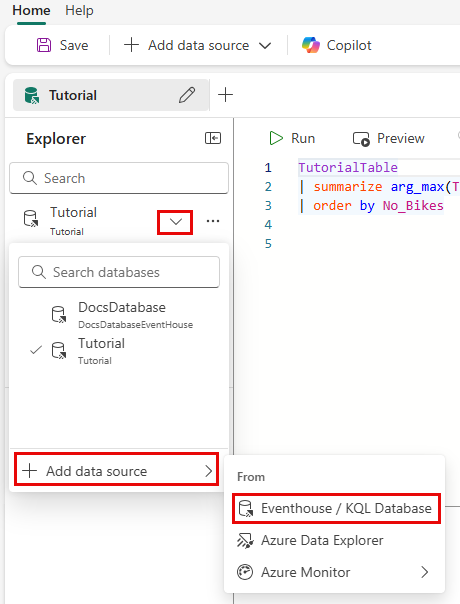 Home Help
Save Add data source Copilot
Tutorial
Explorer
Run Preview
Search
1 TutorialTable
2 | summarize arg_max(T
3 | order by No_Bikes
4
5
Tutorial
Tutorial
Search databases
DocsDatabase
DocsDatabaseEventHouse
Tutorial
Tutorial
Add data source
From
Eventhouse / KQL Database
Azure Data Explorer
Azure Monitor